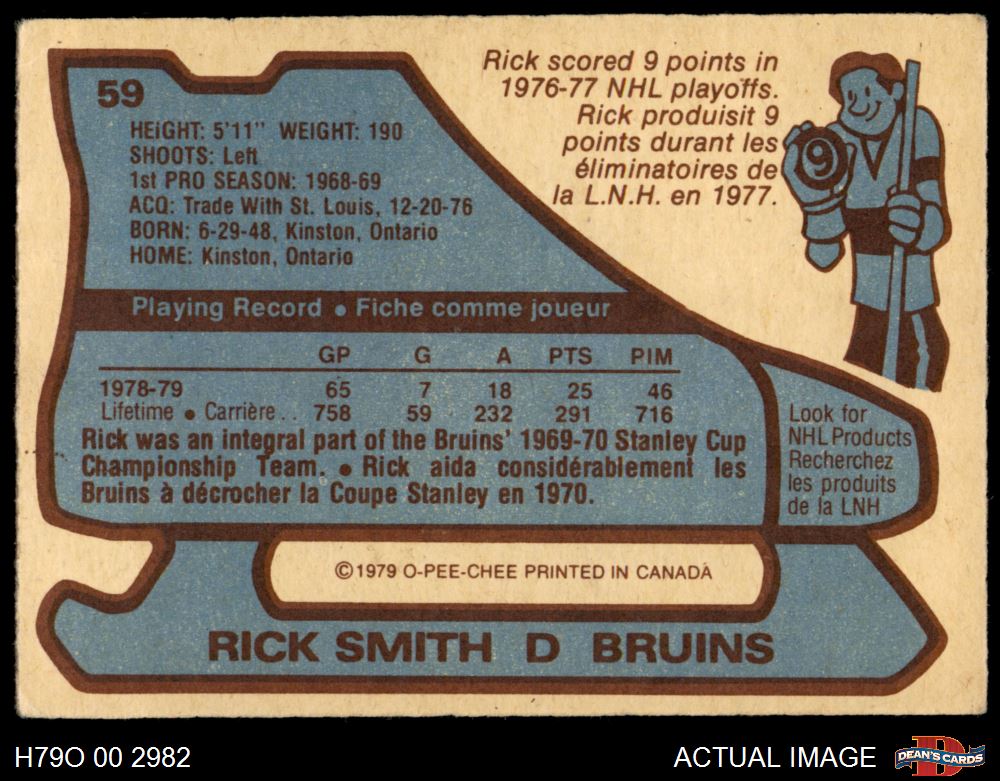 59
HEIGHT: 5'11" WEIGHT: 190
SHOOTS: Left
1st PRO SEASON: 1968-69
ACQ: Trade With St. Louis, 12-20-76
BORN: 6-29-48, Kinston, Ontario
HOME: Kinston, Ontario
Rick scored 9 points in
1976-77 NHL playoffs.
Rick produisit 9
points durant les
éliminatoires de
la L.N.H. en 1977.
9
Playing Record • Fiche comme joueur
GP G A PTS PIM
1978-79 65 7 18 25 46
Lifetime • Carrière . . 758 59 232 291 716
Rick was an integral part of the Bruins' 1969-70 Stanley Cup
Championship Team. • Rick aida considérablement les
Bruins à décrocher la Coupe Stanley en 1970.
Look for
NHL Products
Recherchez
les produits
de la LNH
©1979 O-PEE-CHEE PRINTED IN CANADA
RICK SMITH D BRUINS
H79O 00 2982
ACTUAL IMAGE
D
DEAN'S CARDS